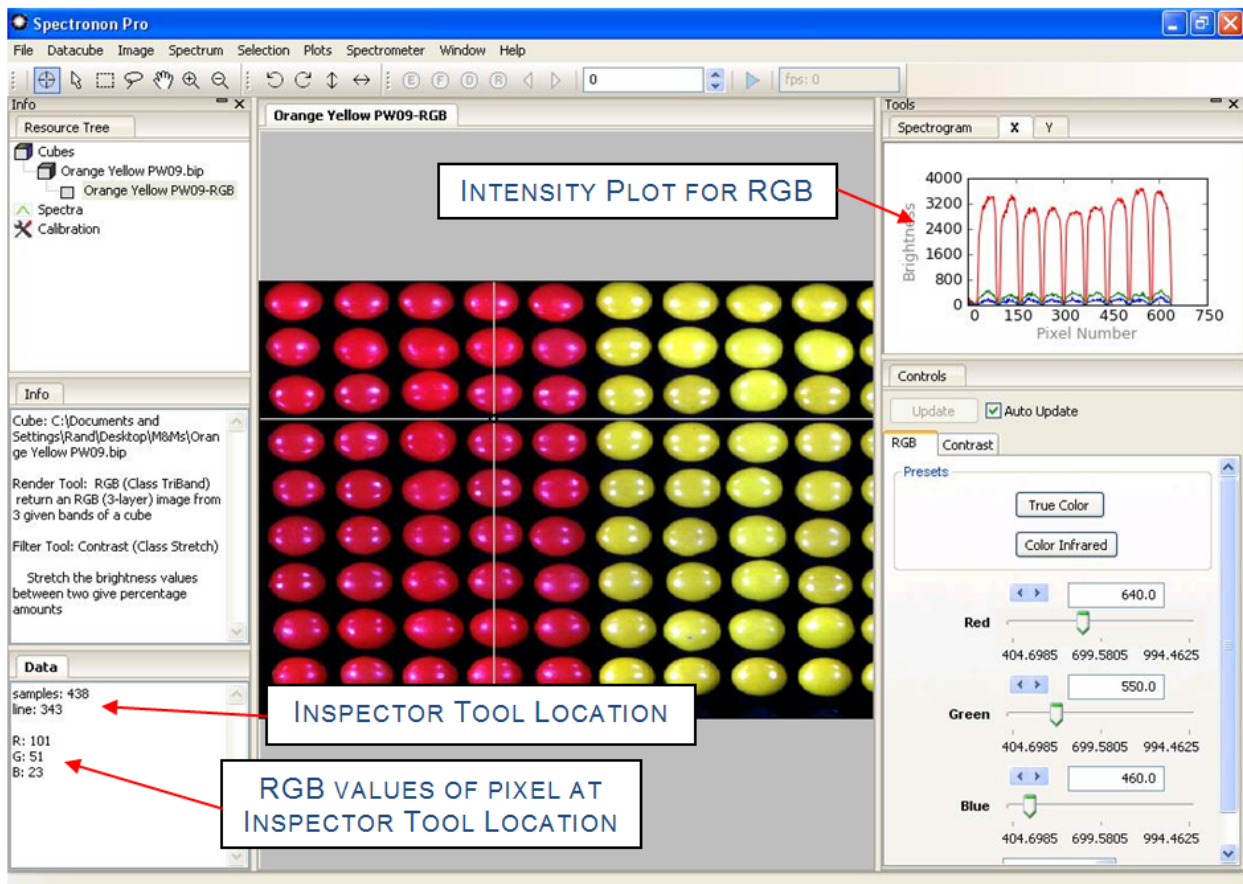 Spectronon Pro
File Datacube Image Spectrum Selection Plots Spectrometer Window Help
E F D R 0 fps: 0
Info
Resource Tree
Cubes
Orange Yellow PW09.bip
Orange Yellow PW09-RGB
Spectra
Calibration
Info
Cube: C:\Documents and
Settings\Rand\Desktop\M&Ms\Oran
ge Yellow PW09.bip
Render Tool: RGB (Class TriBand)
return an RGB (3-layer) image from
3 given bands of a cube
Filter Tool: Contrast (Class Stretch)
Stretch the brightness values
between two give percentage
amounts
Data
samples: 438
line: 343
R: 101
G: 51
B: 23
Orange Yellow PW09-RGB
INTENSITY PLOT FOR RGB
INSPECTOR TOOL LOCATION
RGB VALUES OF PIXEL AT
INSPECTOR TOOL LOCATION
Tools
Spectrogram X Y
4000
3200
2400
1600
800
0
Brightness
0 150 300 450 600 750
Pixel Number
Controls
Update Auto Update
RGB Contrast
Presets
True Color
Color Infrared
640.0
Red
404.6985 699.5805 994.4625
550.0
Green
404.6985 699.5805 994.4625
460.0
Blue
404.6985 699.5805 994.4625